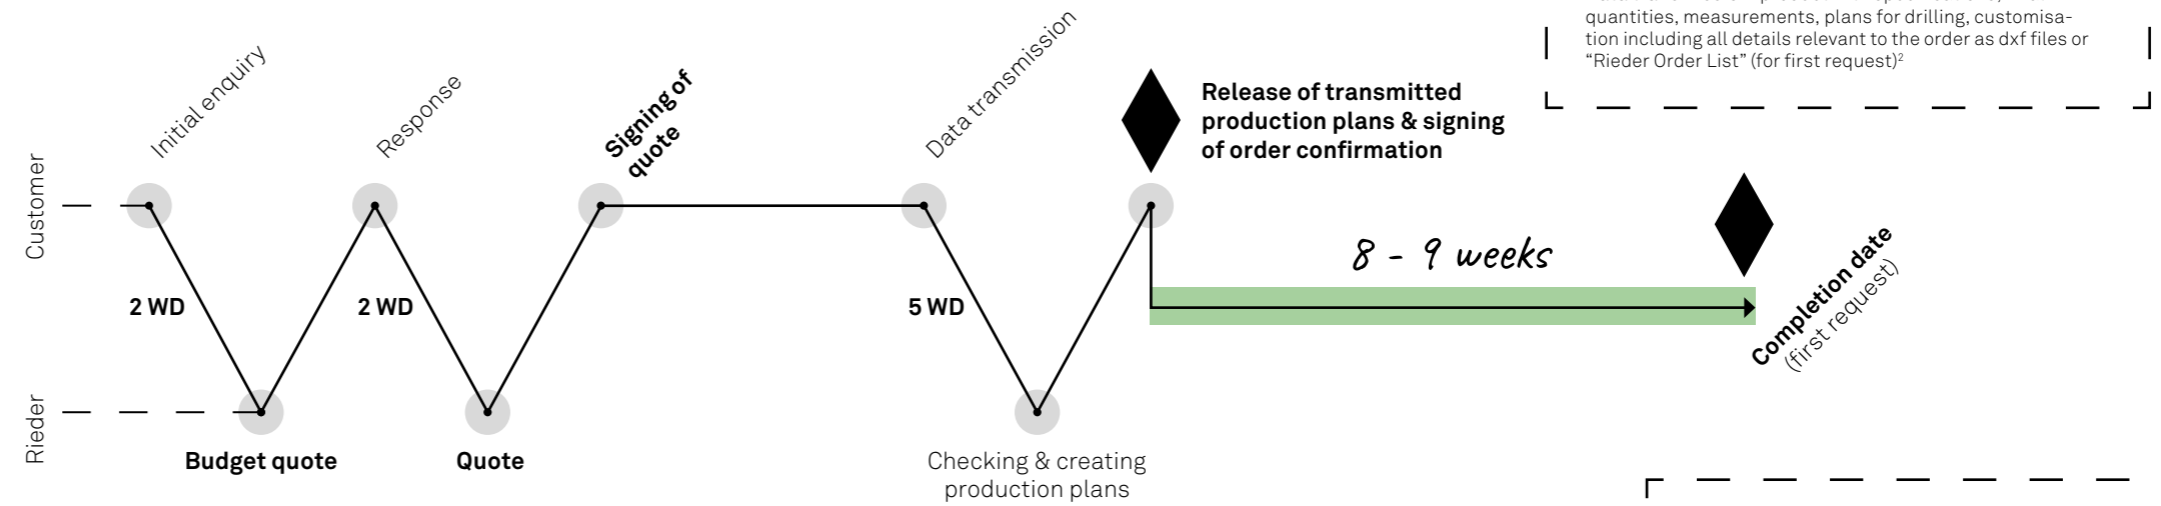 quantities, measurements, plans for drilling, customisa-
tion including all details relevant to the order as dxf files or
“Rieder Order List” (for first request)²
Initial enquiry
Response
Signing of
quote
Data transmission
Release of transmitted
production plans & signing
of order confirmation
Customer
8 - 9 weeks
2 WD
2 WD
5 WD
Completion date
(first request)
Rieder
Budget quote
Quote
Checking & creating
production plans